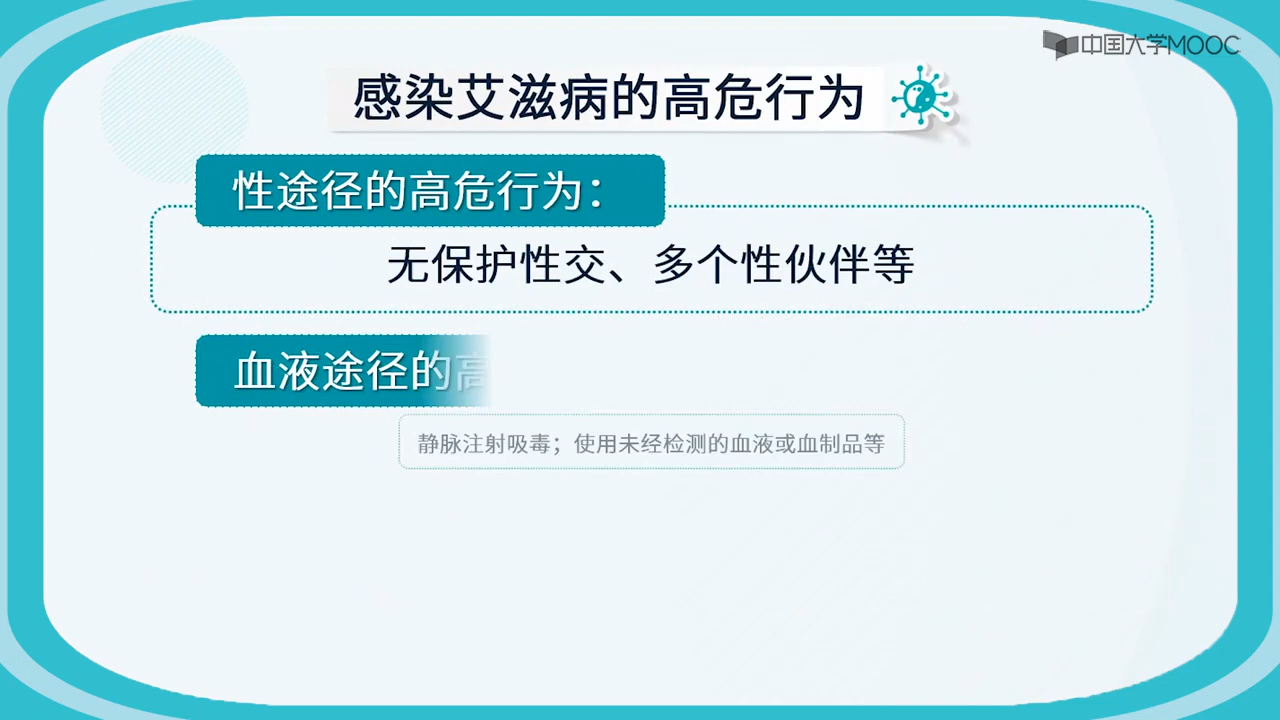 中国大学MOOC
感染艾滋病的高危行为
性途径的高危行为：
无保护性交、多个性伙伴等
血液途径的高
静脉注射吸毒；使用未经检测的血液或血制品等